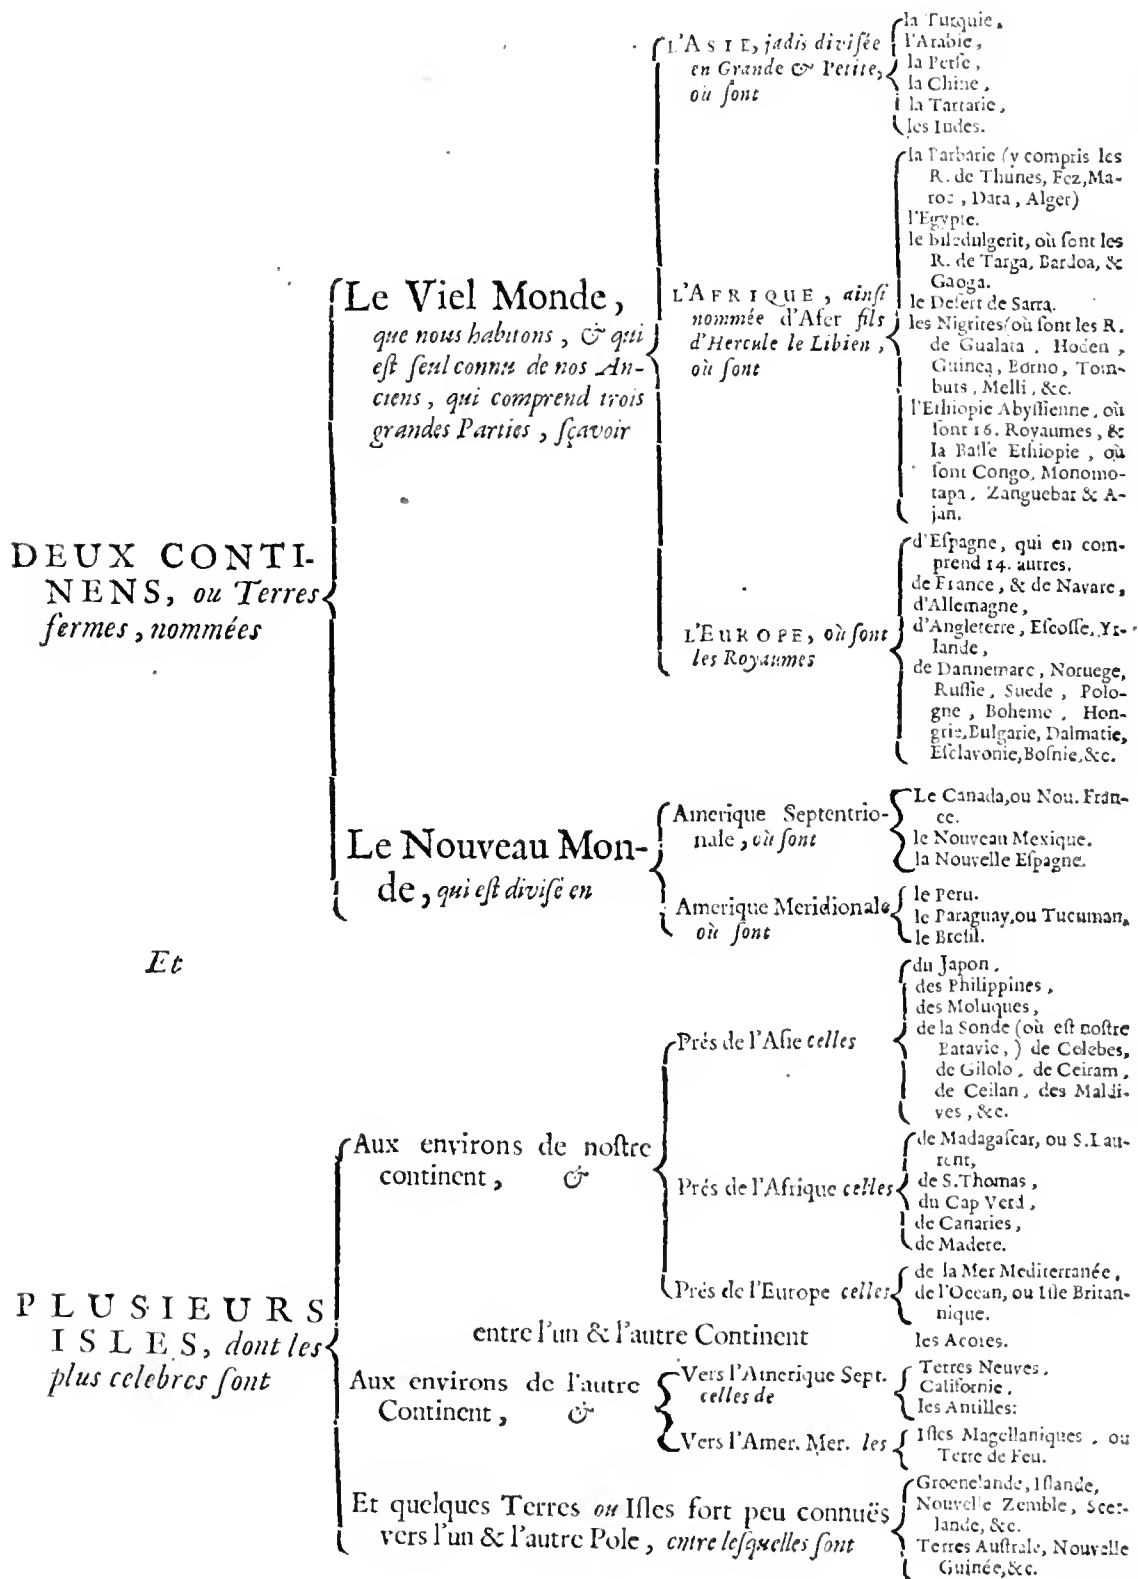 DEUX CONTI-
NENS, ou Terres
fermes, nommées
Le Viel Monde,
que nous habitons, & qui
eſt ſeul connu de nos An-
ciens, qui comprend trois
grandes Parties, ſçavoir
L'ASIE, jadis diviſée
en Grande & Petite,
où ſont
la Turquie,
l'Arabie,
la Perſe,
la Chine,
la Tartarie,
les Indes.
L'AFRIQUE, ainſi
nommée d'Afer fils
d'Hercule le Libien,
où ſont
la Barbarie (y compris les
R. de Thunes, Fez, Ma-
roc, Dara, Alger)
l'Egypte.
le biledulgerit, où ſont les
R. de Targa, Bardoa, &
Gaoga.
le Deſert de Sarra.
les Nigrites (où ſont les R.
de Gualata, Hoden,
Guinea, Borno, Tom-
buts, Melli, &c.
l'Ethiopie Abyſſienne, où
ſont 16. Royaumes, &
la Baſſe Ethiopie, où
ſont Congo, Monomo-
tapa, Zanguebar & A-
jan.
L'EUROPE, où ſont
les Royaumes
d'Eſpagne, qui en com-
prend 14. autres.
de France, & de Navare,
d'Allemagne,
d'Angleterre, Eſcoſſe, Yr-
lande,
de Dannemarc, Noruege,
Ruſſie, Suede, Polo-
gne, Boheme, Hon-
grie, Bulgarie, Dalmatie,
Eſclavonie, Boſnie, &c.
Le Nouveau Mon-
de, qui eſt diviſé en
Amerique Septentrio-
nale, où ſont
Le Canada, ou Nou. Fran-
ce.
le Nouveau Mexique.
la Nouvelle Eſpagne.
Amerique Meridionale
où ſont
le Peru.
le Paraguay, ou Tucuman,
le Breſil.
Et
PLUSIEURS
ISLES, dont les
plus celebres ſont
Aux environs de noſtre
continent, &
Prés de l'Aſie celles
du Japon,
des Philippines,
des Moluques,
de la Sonde (où eſt noſtre
Batavie,) de Celebes,
de Gilolo, de Ceiram,
de Ceilan, des Maldi-
ves, &c.
Prés de l'Afrique celles
de Madagaſcar, ou S. Lau-
rent,
de S. Thomas,
du Cap Verd,
de Canaries,
de Madere.
Prés de l'Europe celles
de la Mer Mediterranée,
de l'Ocean, ou Iſle Britan-
nique.
entre l'un & l'autre Continent
les Acores.
Aux environs de l'autre
Continent, &
Vers l'Amerique Sept.
celles de
Terres Neuves,
Californie,
les Antilles:
Vers l'Amer. Mer. les
Iſles Magellaniques, ou
Terre de Feu.
Et quelques Terres ou Iſles fort peu connuës
vers l'un & l'autre Pole, entre leſquelles ſont
Groenelande, Iſlande,
Nouvelle Zemble, Scet-
lande, &c.
Terres Auſtrale, Nouvelle
Guinée, &c.